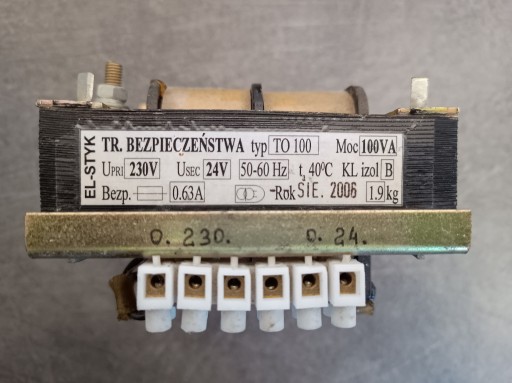 EL-STYK
TR. BEZPIECZEŃSTWA typ TO 100 Moc 100VA
UPRI 230V USEC 24V 50-60 Hz ta 40°C KL izol B
Bezp. 0.63A Rok SIE. 2006 1.9 kg
0. 230. 0. 24.